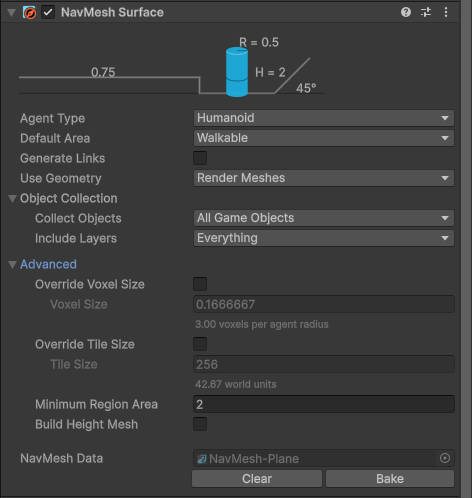 NavMesh Surface
R = 0.5
0.75
H = 2
45°
Agent Type Humanoid
Default Area Walkable
Generate Links
Use Geometry Render Meshes
Object Collection
Collect Objects All Game Objects
Include Layers Everything
Advanced
Override Voxel Size
Voxel Size 0.1666667
3.00 voxels per agent radius
Override Tile Size
Tile Size 256
42.67 world units
Minimum Region Area 2
Build Height Mesh
NavMesh Data NavMesh-Plane
Clear Bake